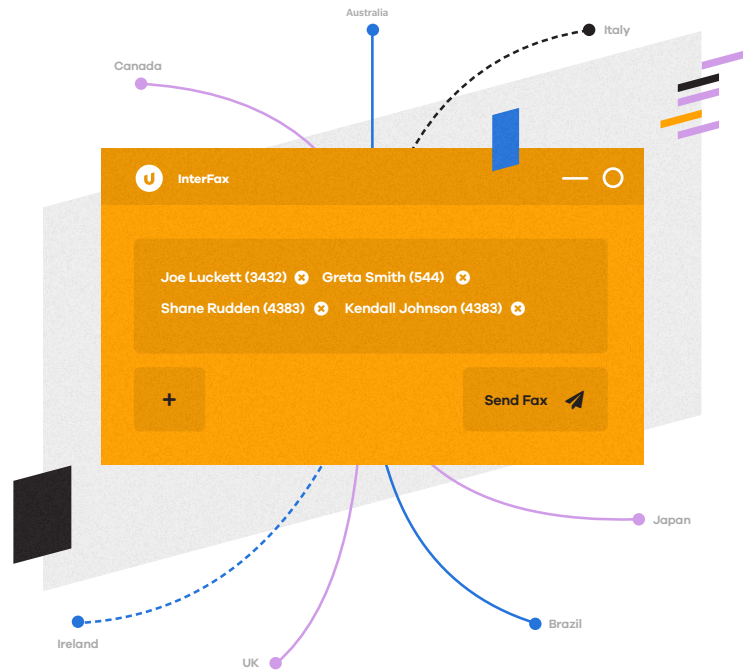 Australia
Italy
Canada
InterFax
Joe Luckett (3432) Greta Smith (544)
Shane Rudden (4383) Kendall Johnson (4383)
+ Send Fax
Japan
Brazil
Ireland
UK